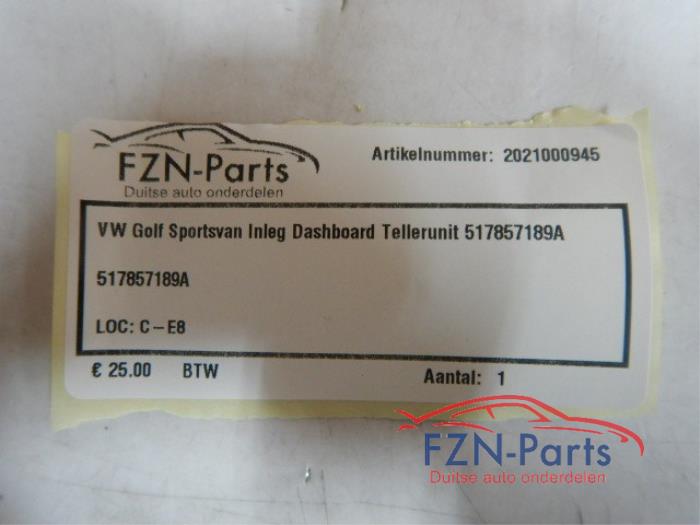 FZN-Parts
Duitse auto onderdelen
Artikelnummer: 2021000945
VW Golf Sportsvan Inleg Dashboard Tellerunit 517857189A
517857189A
LOC: C-E8
€ 25.00 BTW Aantal: 1
FZN-Parts
Duitse auto onderdelen